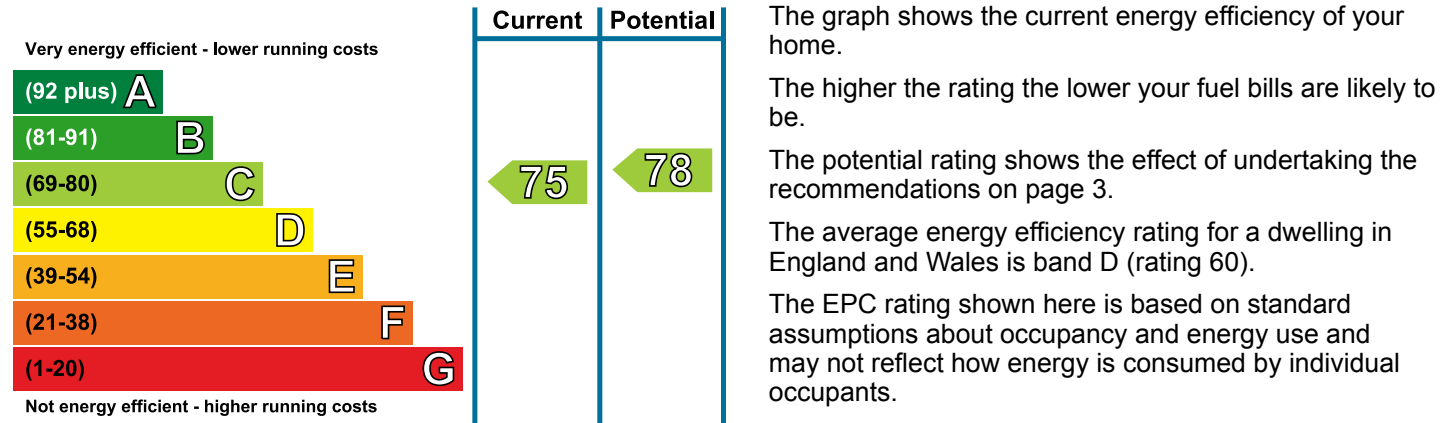 Current Potential
Very energy efficient - lower running costs
(92 plus) A
(81-91) B
(69-80) C
(55-68) D
(39-54) E
(21-38) F
(1-20) G
Not energy efficient - higher running costs
75
78
The graph shows the current energy efficiency of your
home.
The higher the rating the lower your fuel bills are likely to
be.
The potential rating shows the effect of undertaking the
recommendations on page 3.
The average energy efficiency rating for a dwelling in
England and Wales is band D (rating 60).
The EPC rating shown here is based on standard
assumptions about occupancy and energy use and
may not reflect how energy is consumed by individual
occupants.